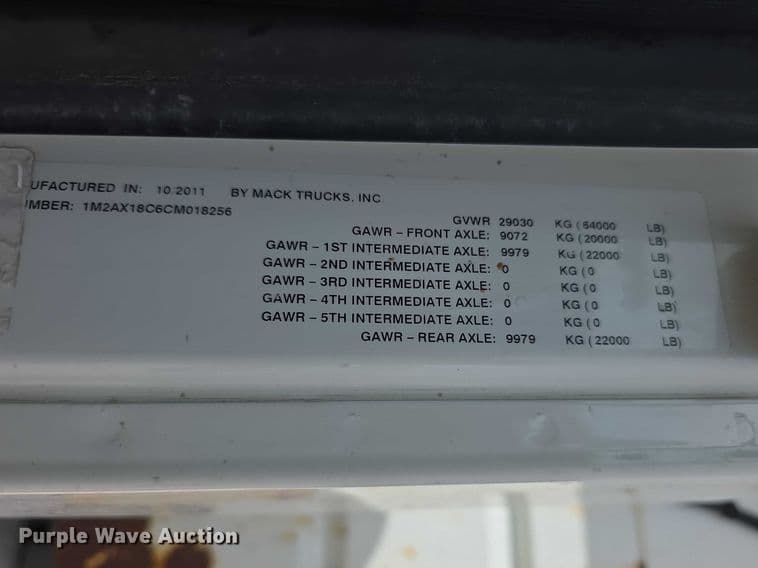 UFACTURED IN: 10 2011 BY MACK TRUCKS, INC
UMBER: 1M2AX18C6CM018256
GVWR 29030 KG ( 64000 LB)
GAWR – FRONT AXLE: 9072 KG ( 20000 LB)
GAWR – 1ST INTERMEDIATE AXLE: 9979 KG ( 22000 LB)
GAWR – 2ND INTERMEDIATE AXLE: 0 KG ( 0 LB)
GAWR – 3RD INTERMEDIATE AXLE: 0 KG ( 0 LB)
GAWR – 4TH INTERMEDIATE AXLE: 0 KG ( 0 LB)
GAWR – 5TH INTERMEDIATE AXLE: 0 KG ( 0 LB)
GAWR – REAR AXLE: 9979 KG ( 22000 LB)
Purple Wave Auction®